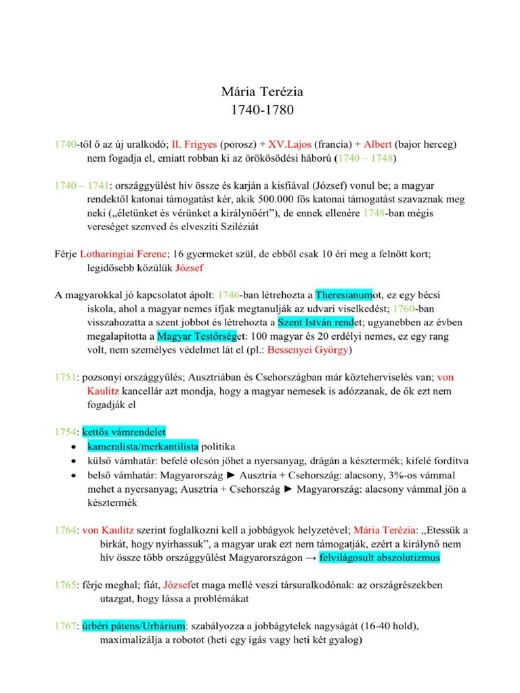 Mária Terézia
1740-1780
1740-től ő az új uralkodó; II. Frigyes (porosz) + XV.Lajos (francia) + Albert (bajor herceg)
nem fogadja el, emiatt robban ki az örökösödési háború (1740 – 1748)
1740 – 1741: országgyűlést hív össze és karján a kisfiával (József) vonul be; a magyar
rendektől katonai támogatást kér, akik 500.000 fős katonai támogatást szavaznak meg
neki („életünket és vérünket a királynőért”), de ennek ellenére 1748-ban mégis
vereséget szenved és elveszíti Sziléziát
Férje Lotharingiai Ferenc; 16 gyermeket szül, de ebből csak 10 éri meg a felnőtt kort;
legidősebb közülük József
A magyarokkal jó kapcsolatot ápolt: 1746-ban létrehozta a Theresianumot, ez egy bécsi
iskola, ahol a magyar nemes ifjak megtanulják az udvari viselkedést; 1760-ban
visszahozatta a szent jobbot és létrehozta a Szent István rendet; ugyanebben az évben
megalapította a Magyar Testőrséget: 100 magyar és 20 erdélyi nemes, ez egy rang
volt, nem személyes védelmet lát el (pl.: Bessenyei György)
1751: pozsonyi országgyűlés; Ausztriában és Csehországban már közteherviselés van; von
Kaulitz kancellár azt mondja, hogy a magyar nemesek is adózzanak, de ők ezt nem
fogadják el
1754: kettős vámrendelet
• kameralista/merkantilista politika
• külső vámhatár: befelé olcsón jöhet a nyersanyag, drágán a késztermék; kifelé fordítva
• belső vámhatár: Magyarország ► Ausztria + Csehország: alacsony, 3%-os vámmal
mehet a nyersanyag; Ausztria + Csehország ► Magyarország: alacsony vámmal jön a
késztermék
1764: von Kaulitz szerint foglalkozni kell a jobbágyok helyzetével; Mária Terézia: „Etessük a
birkát, hogy nyírhassuk”, a magyar urak ezt nem támogatják, ezért a királynő nem
hív össze több országgyűlést Magyarországon → felvilágosult abszolutizmus
1765: férje meghal; fiát, Józsefet maga mellé veszi társuralkodónak: az országrészekben
utazgat, hogy lássa a problémákat
1767: úrbéri pátens/Urbárium: szabályozza a jobbágytelek nagyságát (16-40 hold),
maximalizálja a robotot (heti egy igás vagy heti két gyalog)